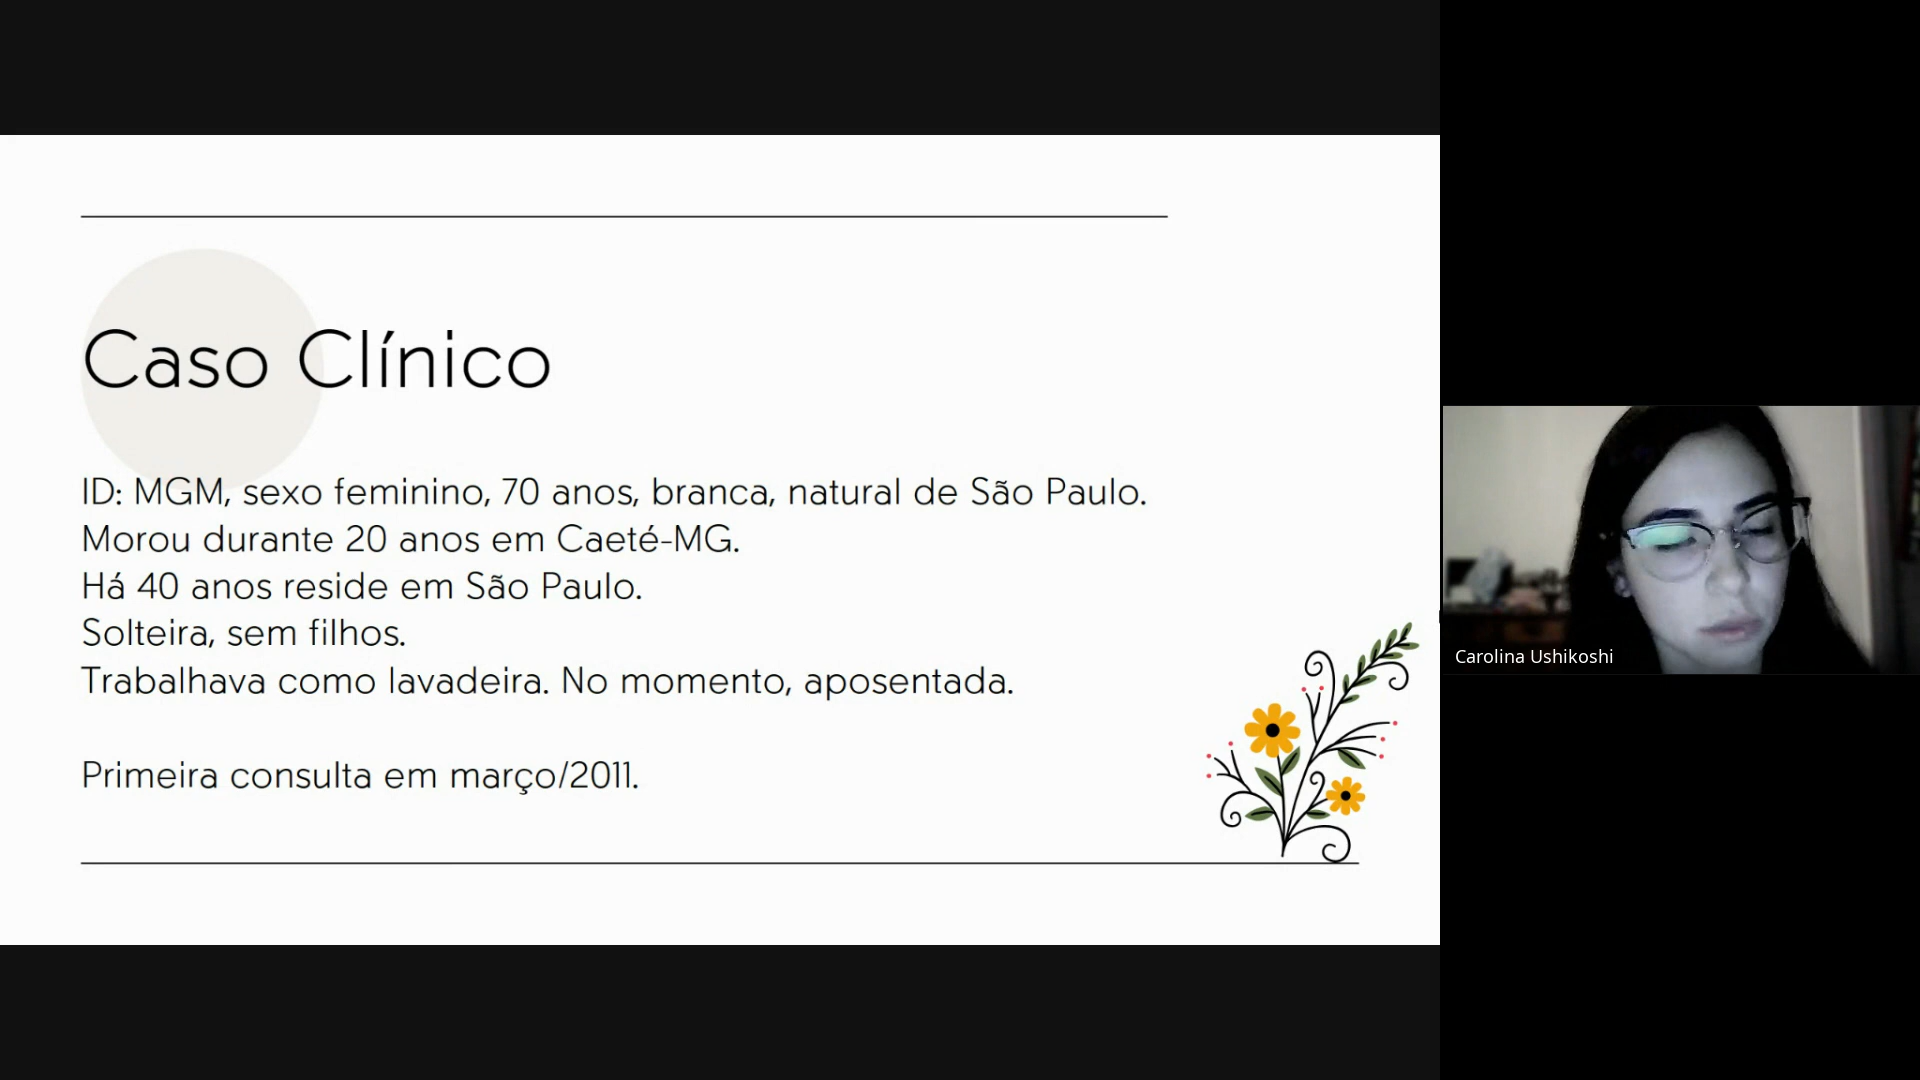 Caso Clínico
ID: MGM, sexo feminino, 70 anos, branca, natural de São Paulo.
Morou durante 20 anos em Caeté-MG.
Há 40 anos reside em São Paulo.
Solteira, sem filhos.
Trabalhava como lavadeira. No momento, aposentada.
Primeira consulta em março/2011.
Carolina Ushikoshi